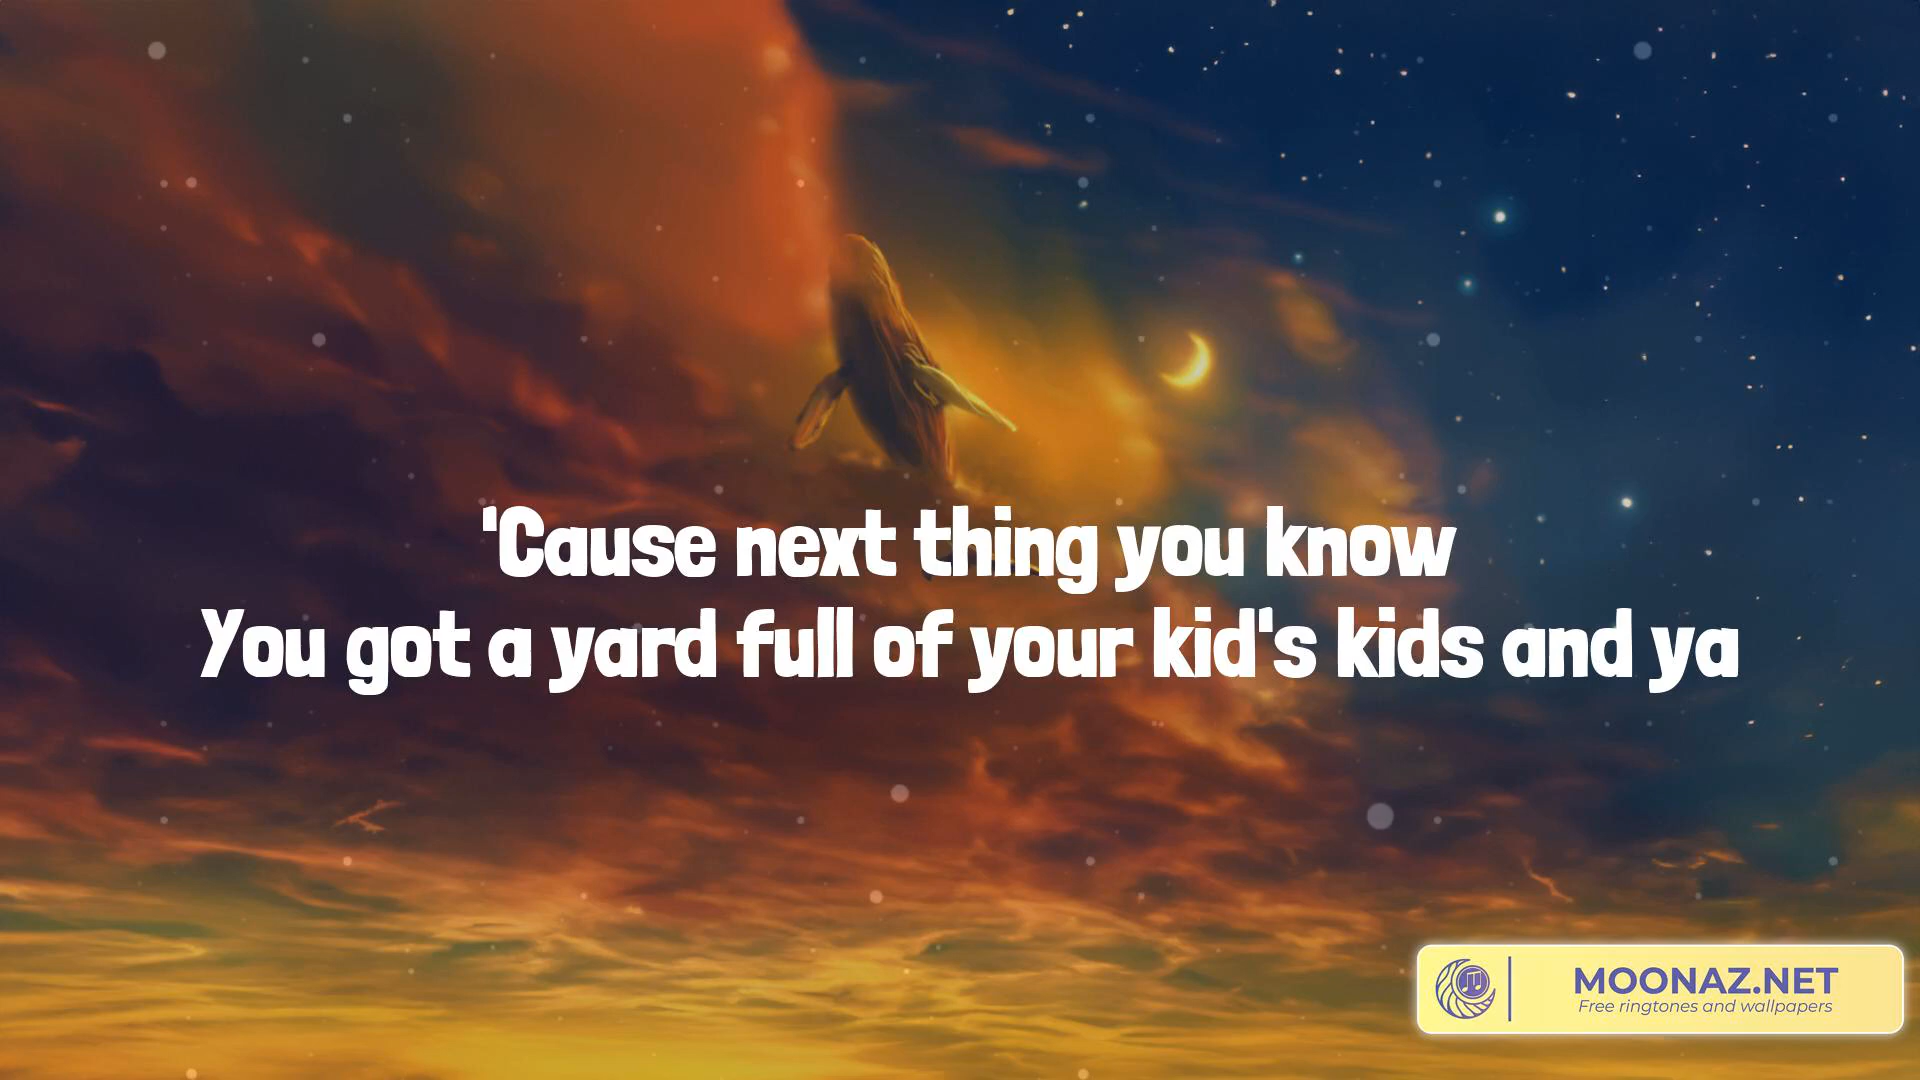 'Cause next thing you know
You got a yard full of your kid's kids and ya
MOONAZ.NET
Free ringtones and wallpapers